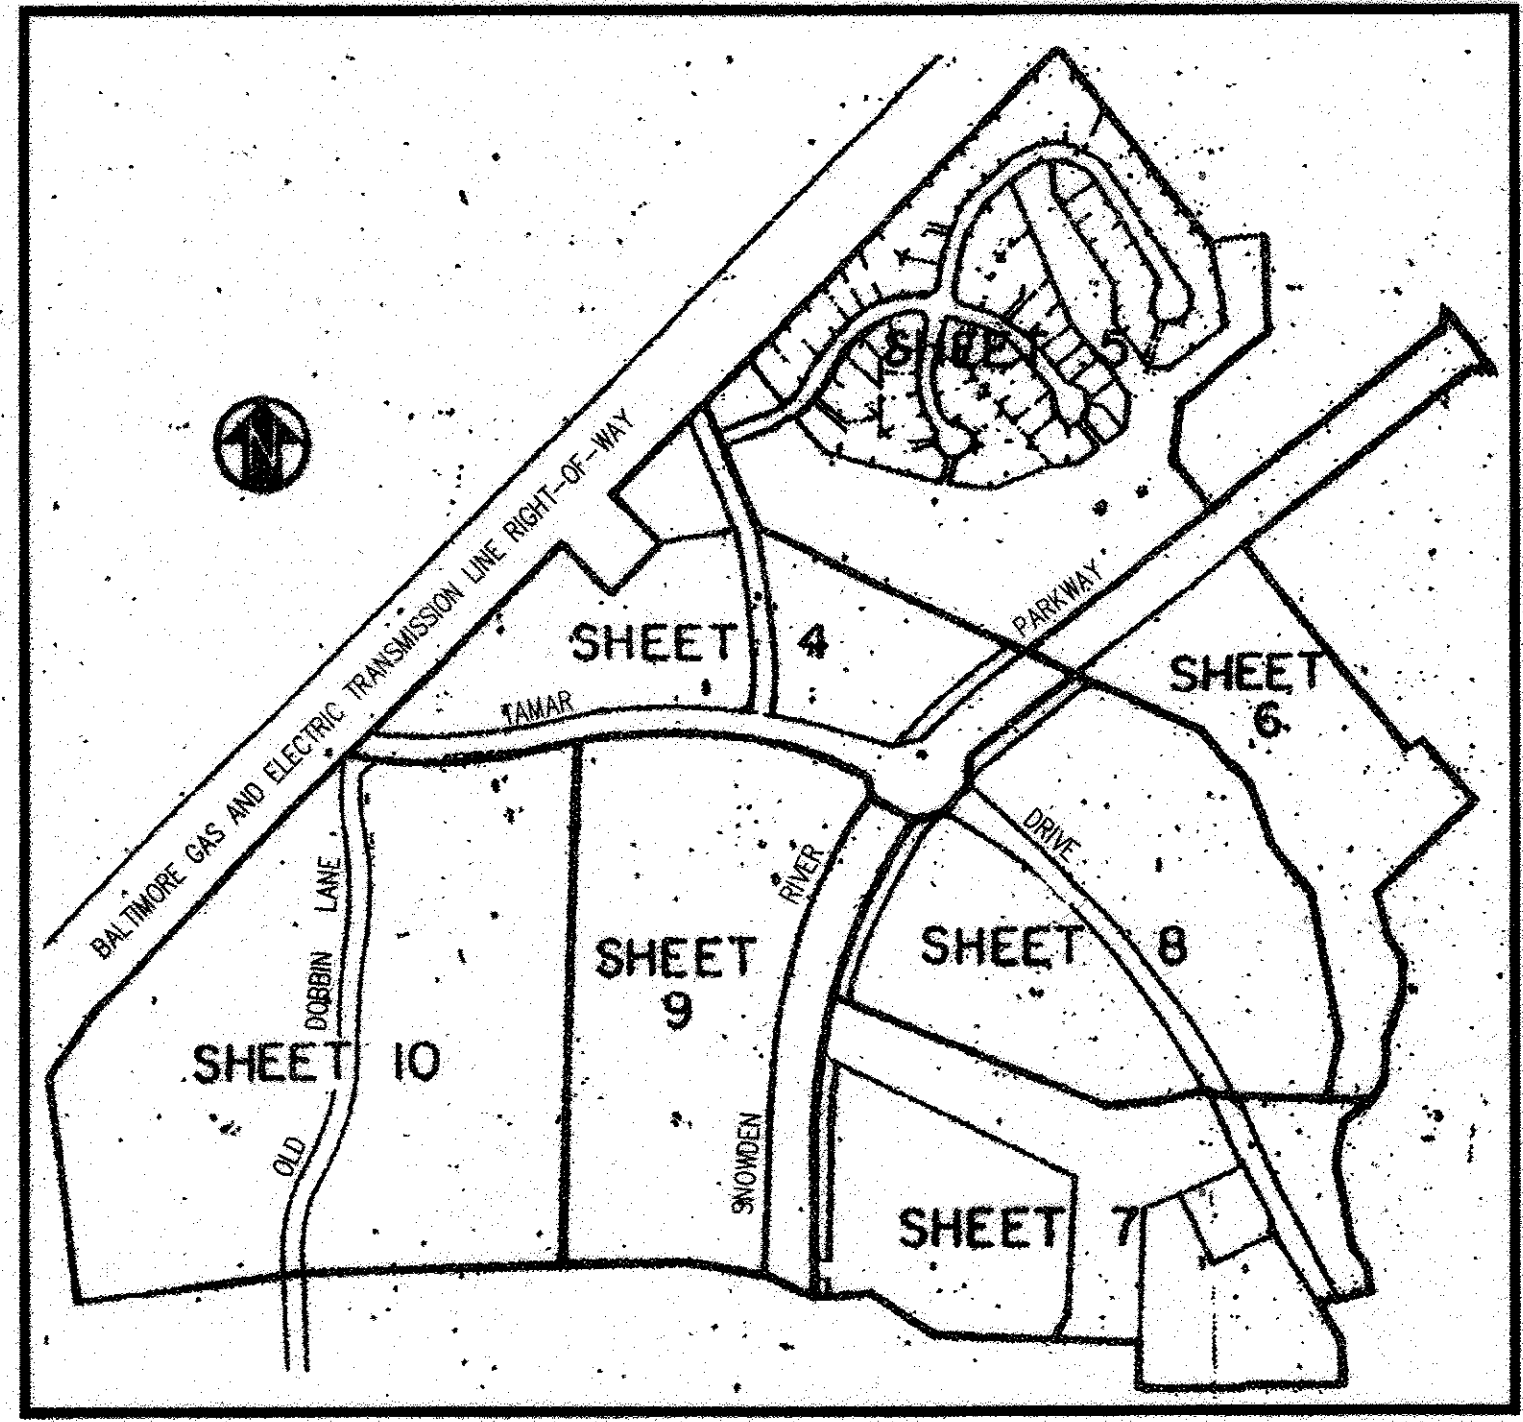 SHEET 5
N
BALTIMORE GAS AND ELECTRIC TRANSMISSION LINE RIGHT-OF-WAY
PARKWAY
SHEET 4
SHEET
6
TAMAR
DRIVE
RIVER
LANE
SHEET 8
SHEET
9
DOBBIN
SHEET 10
OLD
SNOWDEN
SHEET 7